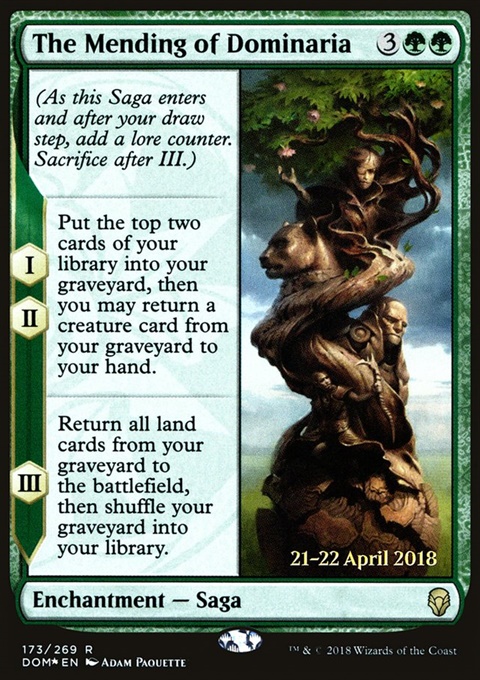 The Mending of Dominaria 3
(As this Saga enters
and after your draw
step, add a lore counter.
Sacrifice after III.)
I
II
Put the top two
cards of your
library into your
graveyard, then
you may return a
creature card from
your graveyard to
your hand.
III
Return all land
cards from your
graveyard to
the battlefield,
then shuffle your
graveyard into
your library.
21–22 April 2018
Enchantment — Saga
173/269 R
DOM★EN Adam Paquette
™ & © 2018 Wizards of the Coast